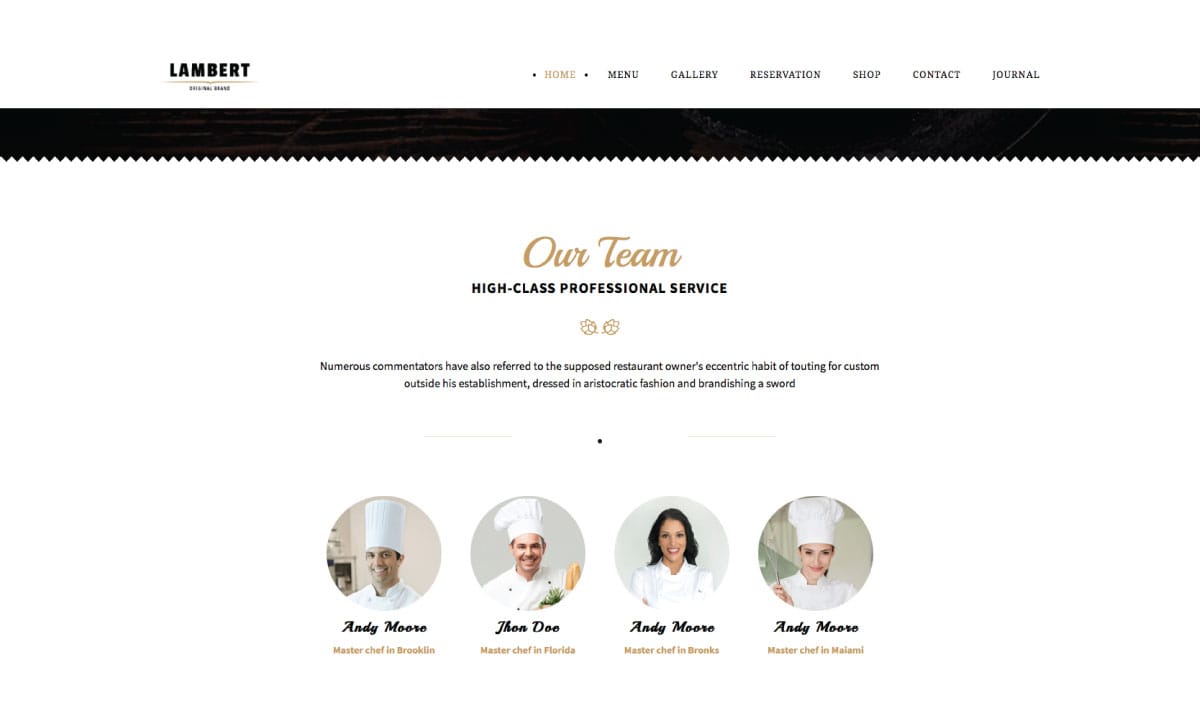 LAMBERT
ORIGINAL BRAND
• HOME • MENU GALLERY RESERVATION SHOP CONTACT JOURNAL
Our Team
HIGH-CLASS PROFESSIONAL SERVICE
Numerous commentators have also referred to the supposed restaurant owner's eccentric habit of touting for custom
outside his establishment, dressed in aristocratic fashion and brandishing a sword
Andy Moore Jhon Doe Andy Moore Andy Moore
Master chef in Brooklin Master chef in Florida Master chef in Bronks Master chef in Maiami